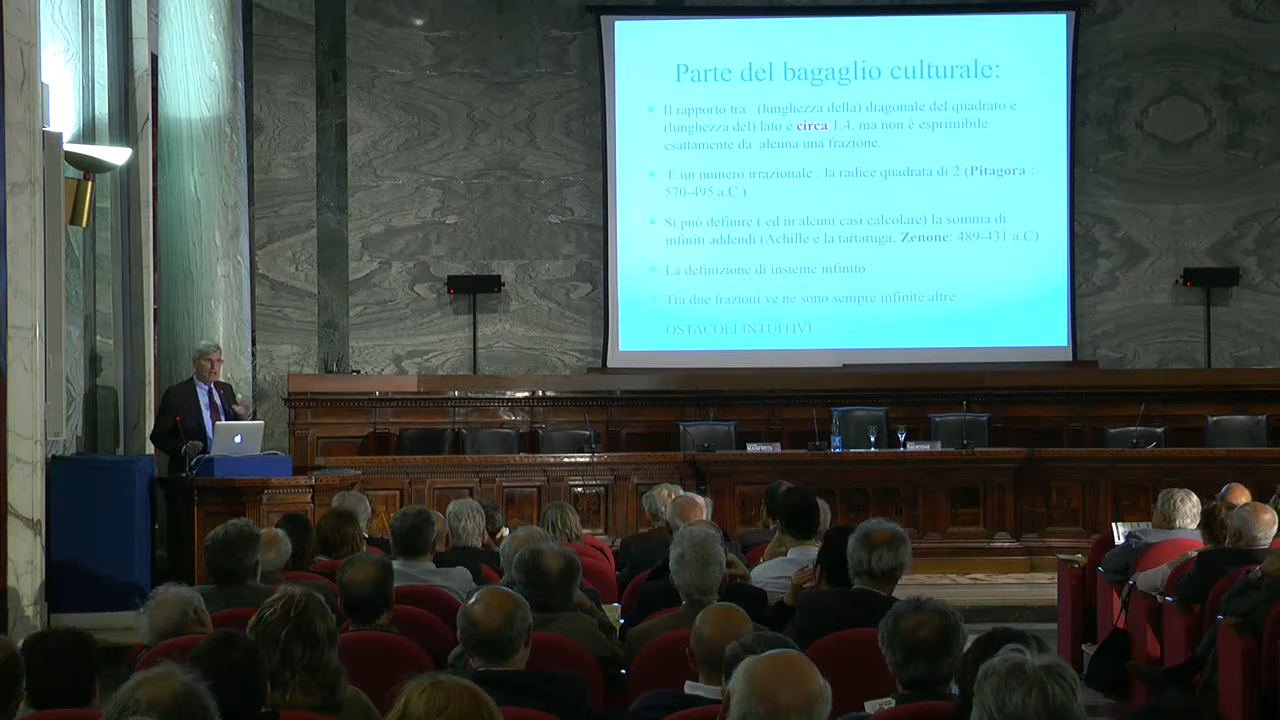 Parte del bagaglio culturale:
Il rapporto tra (lunghezza della) diagonale del quadrato e
(lunghezza del) lato è circa 1.4, ma non è esprimibile
esattamente da alcuna una frazione.
È un numero irrazionale : la radice quadrata di 2 (Pitagora :
570-495 a.C.)
Si può definire ( ed in alcuni casi calcolare) la somma di
infiniti addendi (Achille e la tartaruga, Zenone: 489-431 a.C)
La definizione di insieme infinito
Tra due frazioni ve ne sono sempre infinite altre
OSTACOLI INTUITIVI ........
MANFREDI